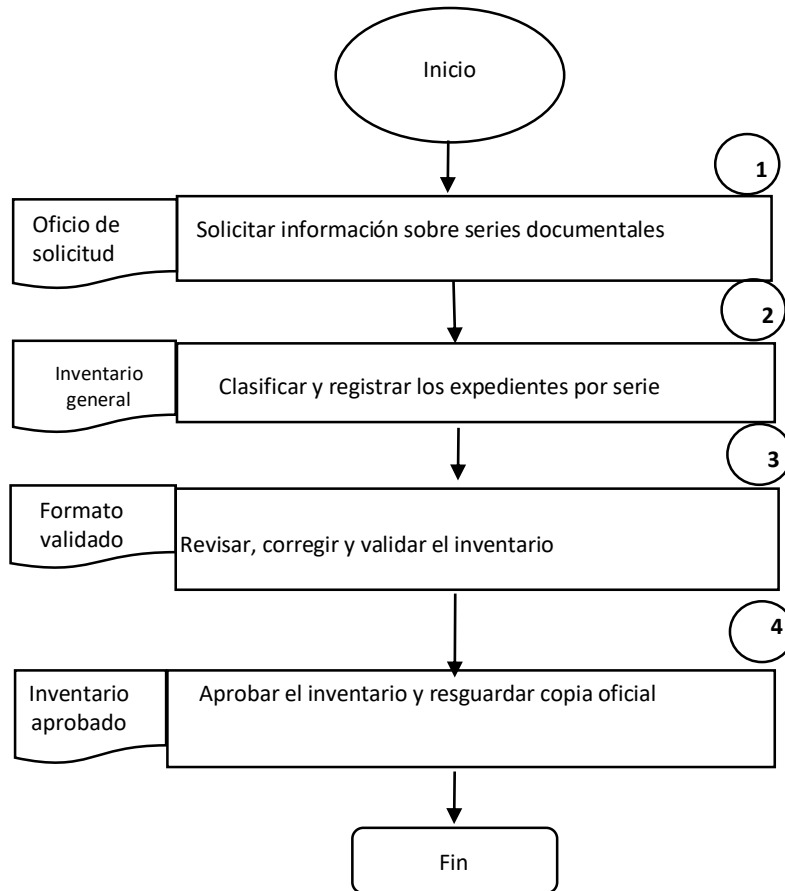 Inicio
1
Oficio de
solicitud
Solicitar información sobre series documentales
2
Inventario
general
Clasificar y registrar los expedientes por serie
3
Formato
validado
Revisar, corregir y validar el inventario
4
Inventario
aprobado
Aprobar el inventario y resguardar copia oficial
Fin